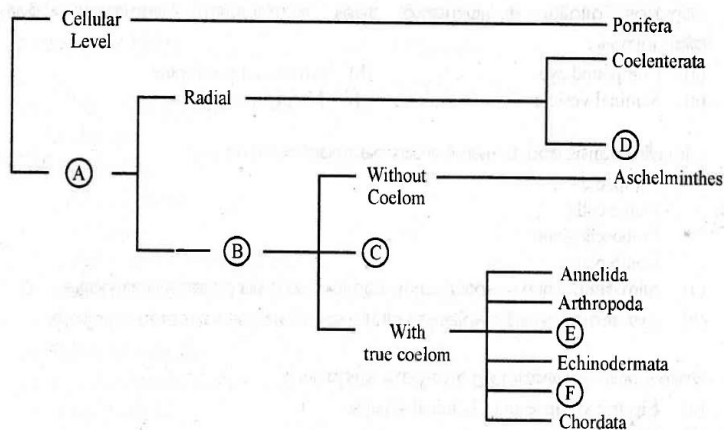 Cellular
Level
Porifera
Coelenterata
Radial
D
A
Without
Coelom
Aschelminthes
B
C
Annelida
Arthropoda
With
true coelom
E
Echinodermata
F
Chordata